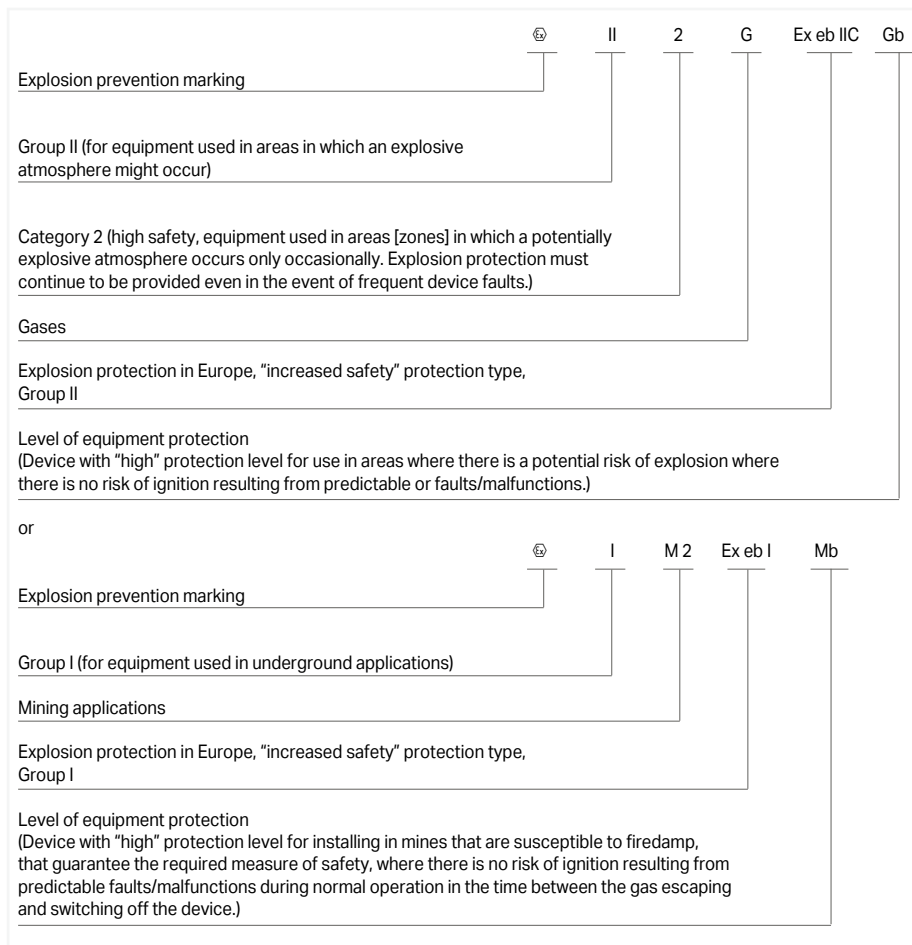 Ex II 2 G Ex eb IIC Gb
Explosion prevention marking
Group II (for equipment used in areas in which an explosive
atmosphere might occur)
Category 2 (high safety, equipment used in areas [zones] in which a potentially
explosive atmosphere occurs only occasionally. Explosion protection must
continue to be provided even in the event of frequent device faults.)
Gases
Explosion protection in Europe, “increased safety” protection type,
Group II
Level of equipment protection
(Device with “high” protection level for use in areas where there is a potential risk of explosion where
there is no risk of ignition resulting from predictable or faults/malfunctions.)
or
Ex I M 2 Ex eb I Mb
Explosion prevention marking
Group I (for equipment used in underground applications)
Mining applications
Explosion protection in Europe, “increased safety” protection type,
Group I
Level of equipment protection
(Device with “high” protection level for installing in mines that are susceptible to firedamp,
that guarantee the required measure of safety, where there is no risk of ignition resulting from
predictable faults/malfunctions during normal operation in the time between the gas escaping
and switching off the device.)